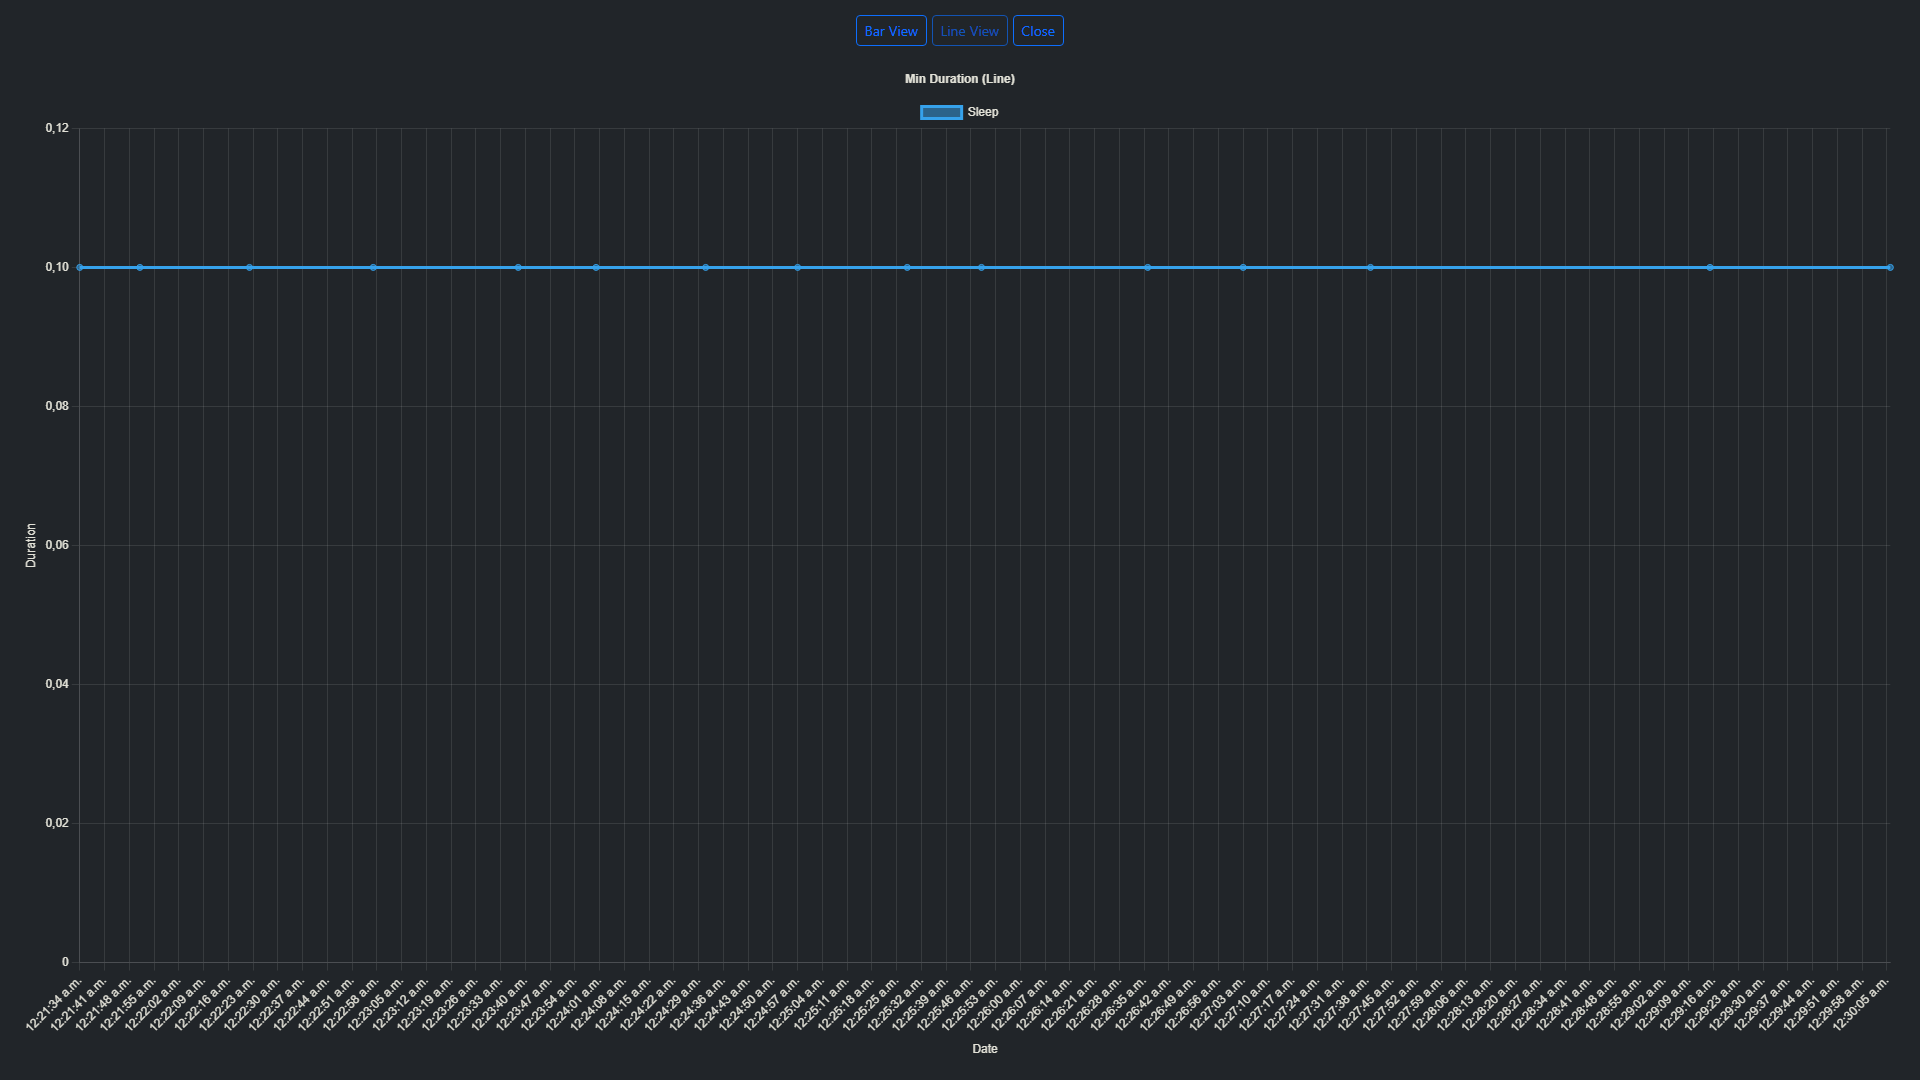 Bar View Line View Close
Min Duration (Line)
Sleep
0,12
0,10
0,08
0,06
0,04
0,02
0
Duration
12:21:34 a.m. 12:21:41 a.m. 12:21:48 a.m. 12:21:55 a.m. 12:22:02 a.m. 12:22:09 a.m. 12:22:16 a.m. 12:22:23 a.m. 12:22:30 a.m. 12:22:37 a.m. 12:22:44 a.m. 12:22:51 a.m. 12:22:58 a.m. 12:23:05 a.m. 12:23:12 a.m. 12:23:19 a.m. 12:23:26 a.m. 12:23:33 a.m. 12:23:40 a.m. 12:23:47 a.m. 12:23:54 a.m. 12:24:01 a.m. 12:24:08 a.m. 12:24:15 a.m. 12:24:22 a.m. 12:24:29 a.m. 12:24:36 a.m. 12:24:43 a.m. 12:24:50 a.m. 12:24:57 a.m. 12:25:04 a.m. 12:25:11 a.m. 12:25:18 a.m. 12:25:25 a.m. 12:25:32 a.m. 12:25:39 a.m. 12:25:46 a.m. 12:25:53 a.m. 12:26:00 a.m. 12:26:07 a.m. 12:26:14 a.m. 12:26:21 a.m. 12:26:28 a.m. 12:26:35 a.m. 12:26:42 a.m. 12:26:49 a.m. 12:26:56 a.m. 12:27:03 a.m. 12:27:10 a.m. 12:27:17 a.m. 12:27:24 a.m. 12:27:31 a.m. 12:27:38 a.m. 12:27:45 a.m. 12:27:52 a.m. 12:27:59 a.m. 12:28:06 a.m. 12:28:13 a.m. 12:28:20 a.m. 12:28:27 a.m. 12:28:34 a.m. 12:28:41 a.m. 12:28:48 a.m. 12:28:55 a.m. 12:29:02 a.m. 12:29:09 a.m. 12:29:16 a.m. 12:29:23 a.m. 12:29:30 a.m. 12:29:37 a.m. 12:29:44 a.m. 12:29:51 a.m. 12:29:58 a.m. 12:30:05 a.m.
Date